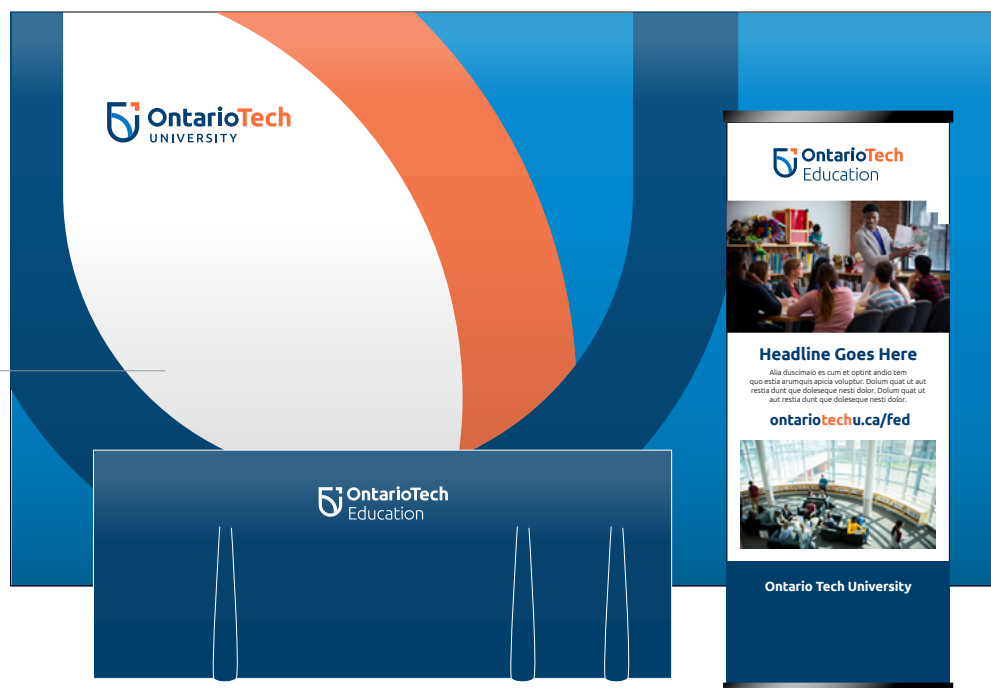 OntarioTech
UNIVERSITY
OntarioTech
Education
Headline Goes Here
Alia duscimaio es cum et optint andio tem
quo estia arumquis apicia voluptur. Dolum quat ut aut
restia dunt que doleseque nesti dolor. Dolum quat ut
aut restia dunt que doleseque nesti dolor.
ontariotechu.ca/fed
Ontario Tech University
OntarioTech
Education